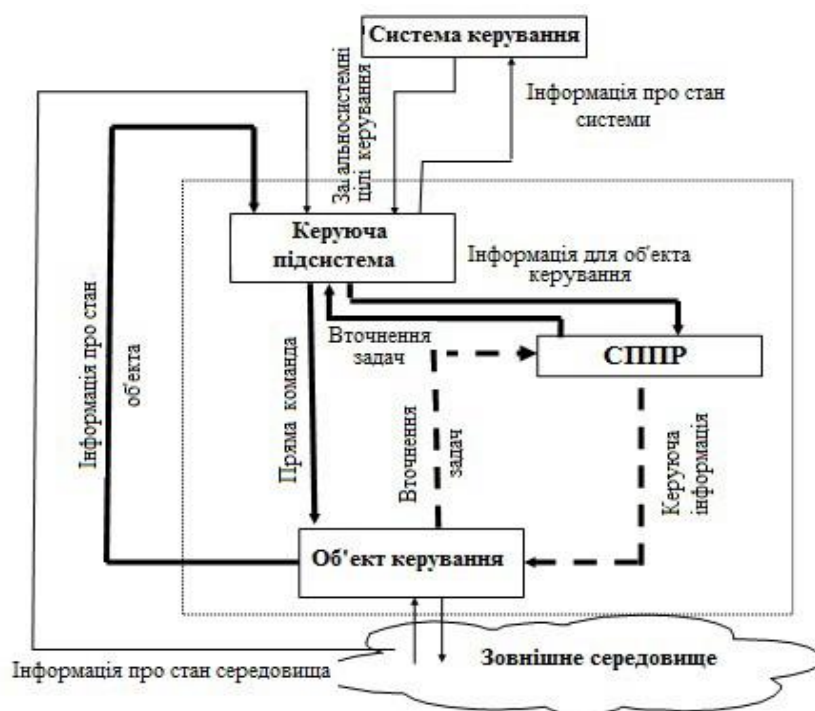 Система керування
Загальносистемні
цілі керування
Інформація про стан
системи
Керуюча
підсистема
Інформація для об'єкта
керування
Вточнення
задач
СППР
Інформація про стан
об'єкта
Пряма команда
Вточнення
задач
Керуюча
інформація
Об'єкт керування
Зовнішне середовище
Інформація про стан середовища